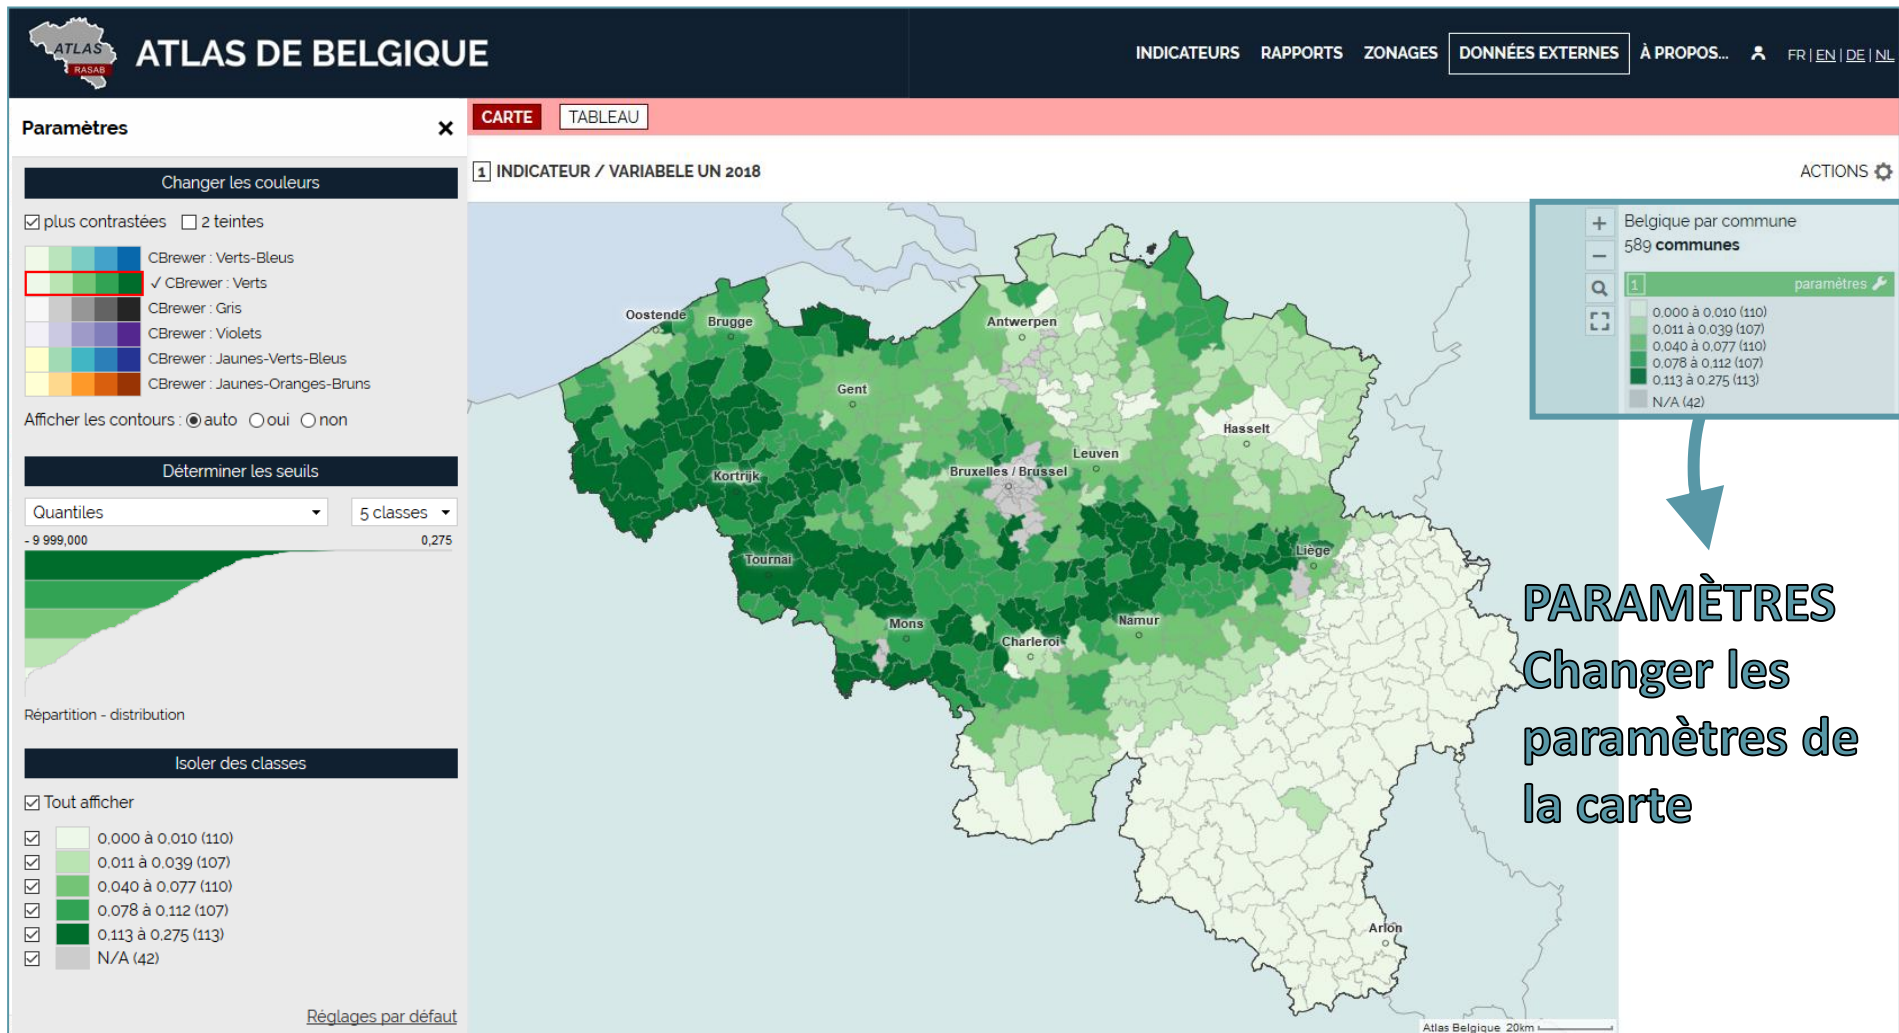 ATLAS
RASAB
ATLAS DE BELGIQUE
INDICATEURS RAPPORTS ZONAGES DONNÉES EXTERNES À PROPOS... FR | EN | DE | NL
Paramètres ×
Changer les couleurs
plus contrastées 2 teintes
CBrewer : Verts-Bleus
✓ CBrewer : Verts
CBrewer : Gris
CBrewer : Violets
CBrewer : Jaunes-Verts-Bleus
CBrewer : Jaunes-Oranges-Bruns
Afficher les contours : auto oui non
Déterminer les seuils
Quantiles 5 classes
- 9 999,000 0,275
Répartition - distribution
Isoler des classes
Tout afficher
0,000 à 0,010 (110)
0,011 à 0,039 (107)
0,040 à 0,077 (110)
0,078 à 0,112 (107)
0,113 à 0,275 (113)
N/A (42)
Réglages par défaut
CARTE TABLEAU
1 INDICATEUR / VARIABELE UN 2018
ACTIONS
Oostende
Brugge
Antwerpen
Gent
Hasselt
Leuven
Bruxelles / Brussel
Kortrijk
Liège
Tournai
Mons
Namur
Charleroi
Arlon
Atlas Belgique 20km
+
−
Belgique par commune
589 communes
1 paramètres
0,000 à 0,010 (110)
0,011 à 0,039 (107)
0,040 à 0,077 (110)
0,078 à 0,112 (107)
0,113 à 0,275 (113)
N/A (42)
PARAMÈTRES
Changer les
paramètres de
la carte